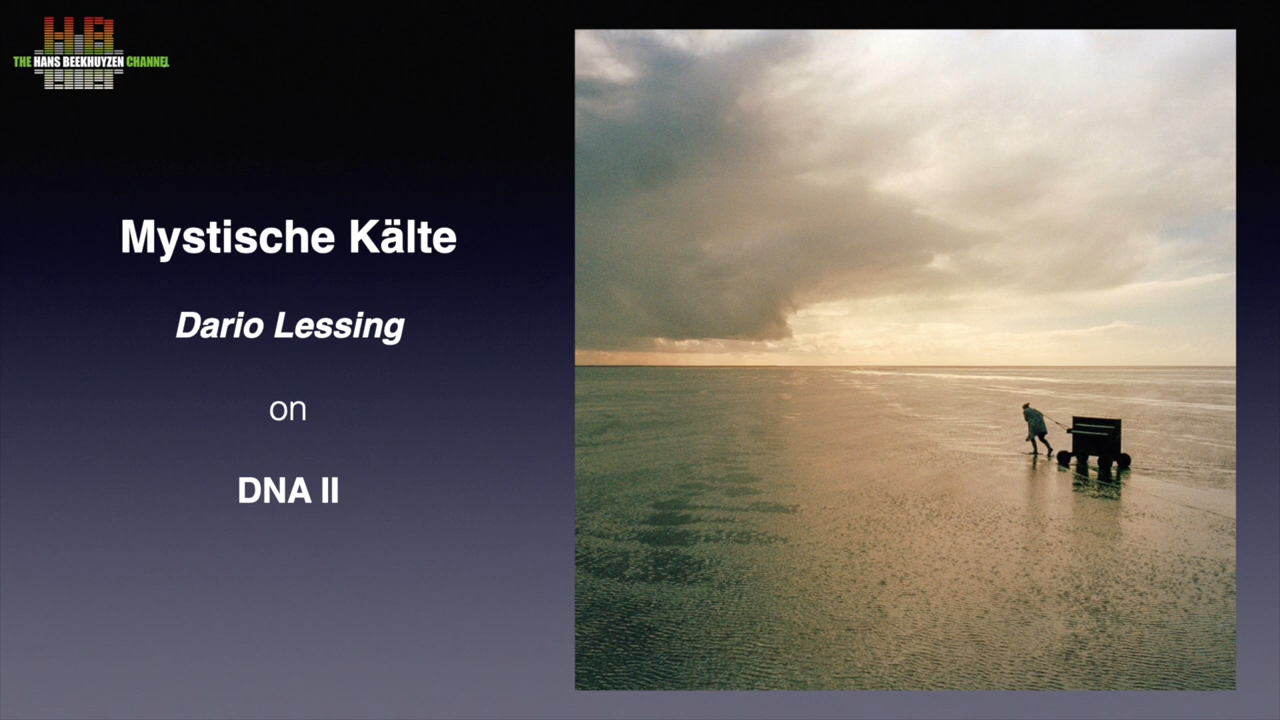 THE HANS BEEKHUYZEN CHANNEL
Mystische Kälte
Dario Lessing
on
DNA II